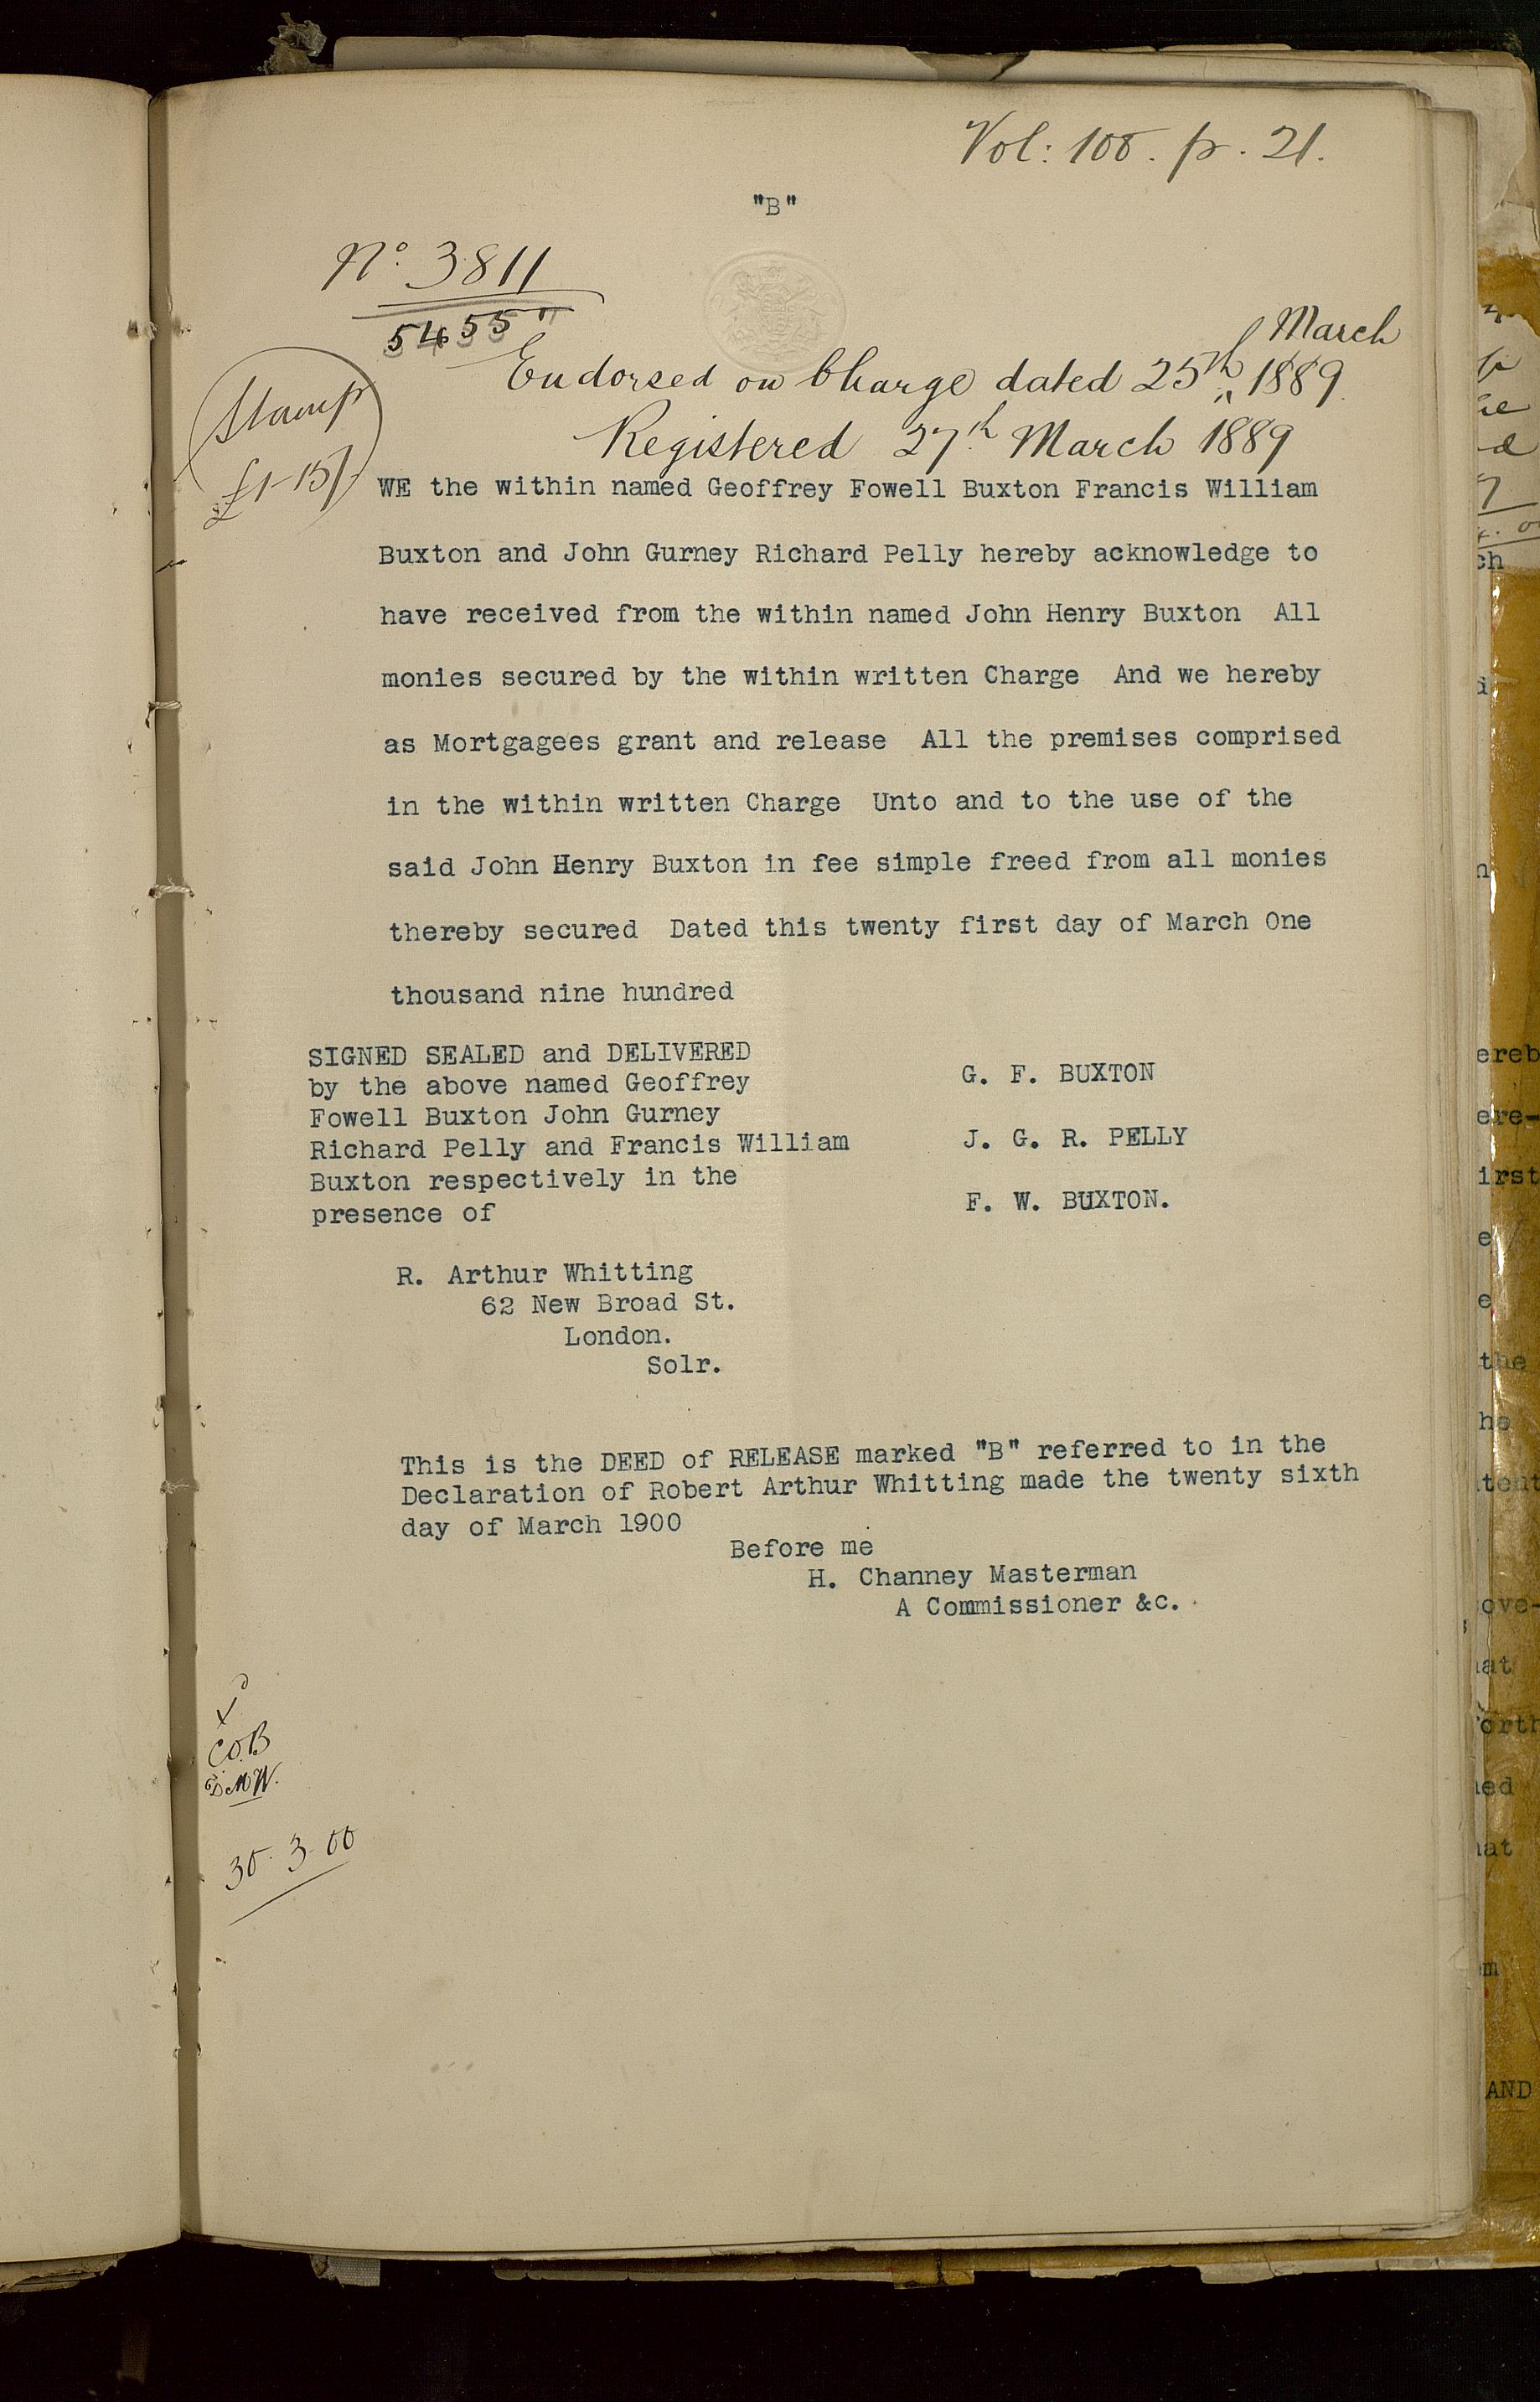 Vol: 108. p. 21.
"B"
No. 3811
5455
March
Endorsed on Charge dated 25th " 1889
Registered 27th March 1889
Stamp
£1-15/-
WE the within named Geoffrey Fowell Buxton Francis William
Buxton and John Gurney Richard Pelly hereby acknowledge to
have received from the within named John Henry Buxton All
monies secured by the within written Charge And we hereby
as Mortgagees grant and release All the premises comprised
in the within written Charge Unto and to the use of the
said John Henry Buxton in fee simple freed from all monies
thereby secured Dated this twenty first day of March One
thousand nine hundred
SIGNED SEALED and DELIVERED
by the above named Geoffrey
Fowell Buxton John Gurney
Richard Pelly and Francis William
Buxton respectively in the
presence of
G. F. BUXTON
J. G. R. PELLY
F. W. BUXTON.
R. Arthur Whitting
62 New Broad St.
London.
Solr.
This is the DEED of RELEASE marked "B" referred to in the
Declaration of Robert Arthur Whitting made the twenty sixth
day of March 1900
Before me
H. Channey Masterman
A Commissioner &c.
C.O.B
D.M.W.
30.3.00